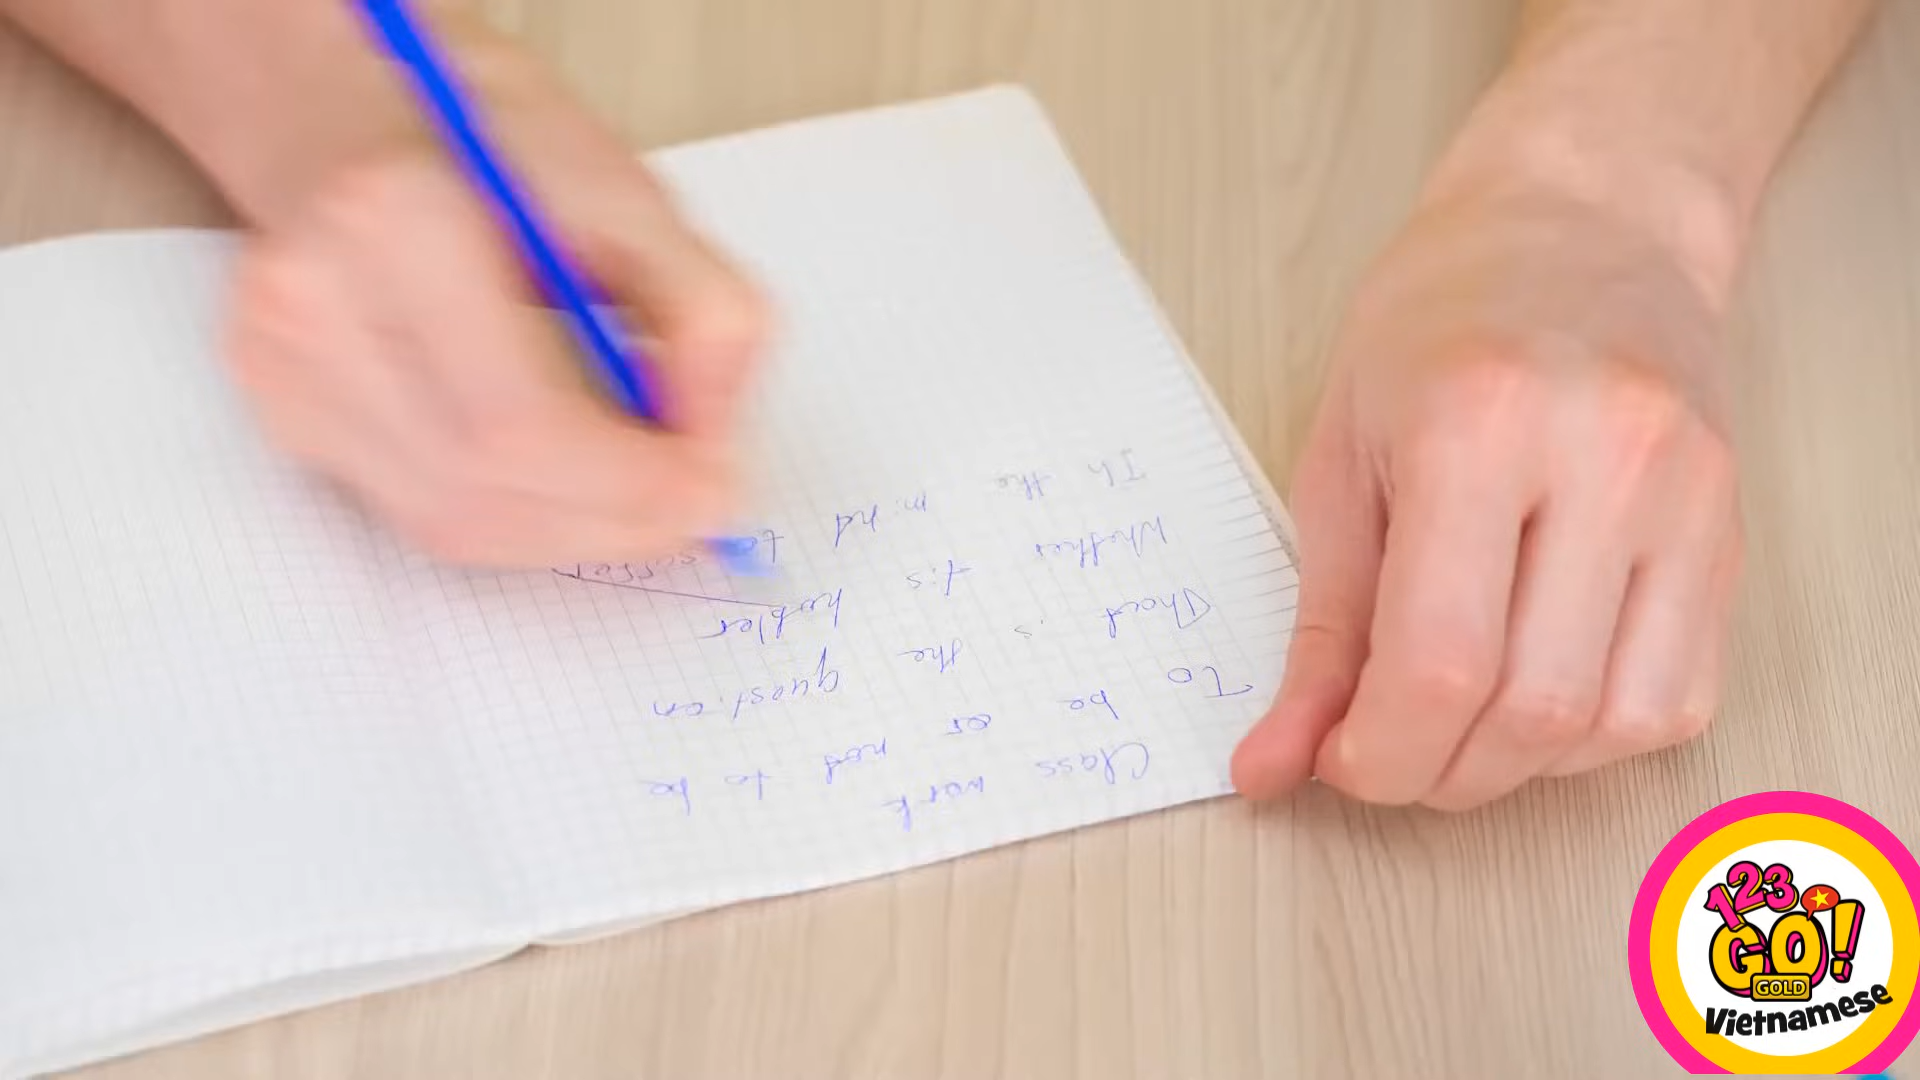 Class work
To be or not to be
That is the question
Whether tis nobler
In the mind to
123
GO!
GOLD
Vietnamese